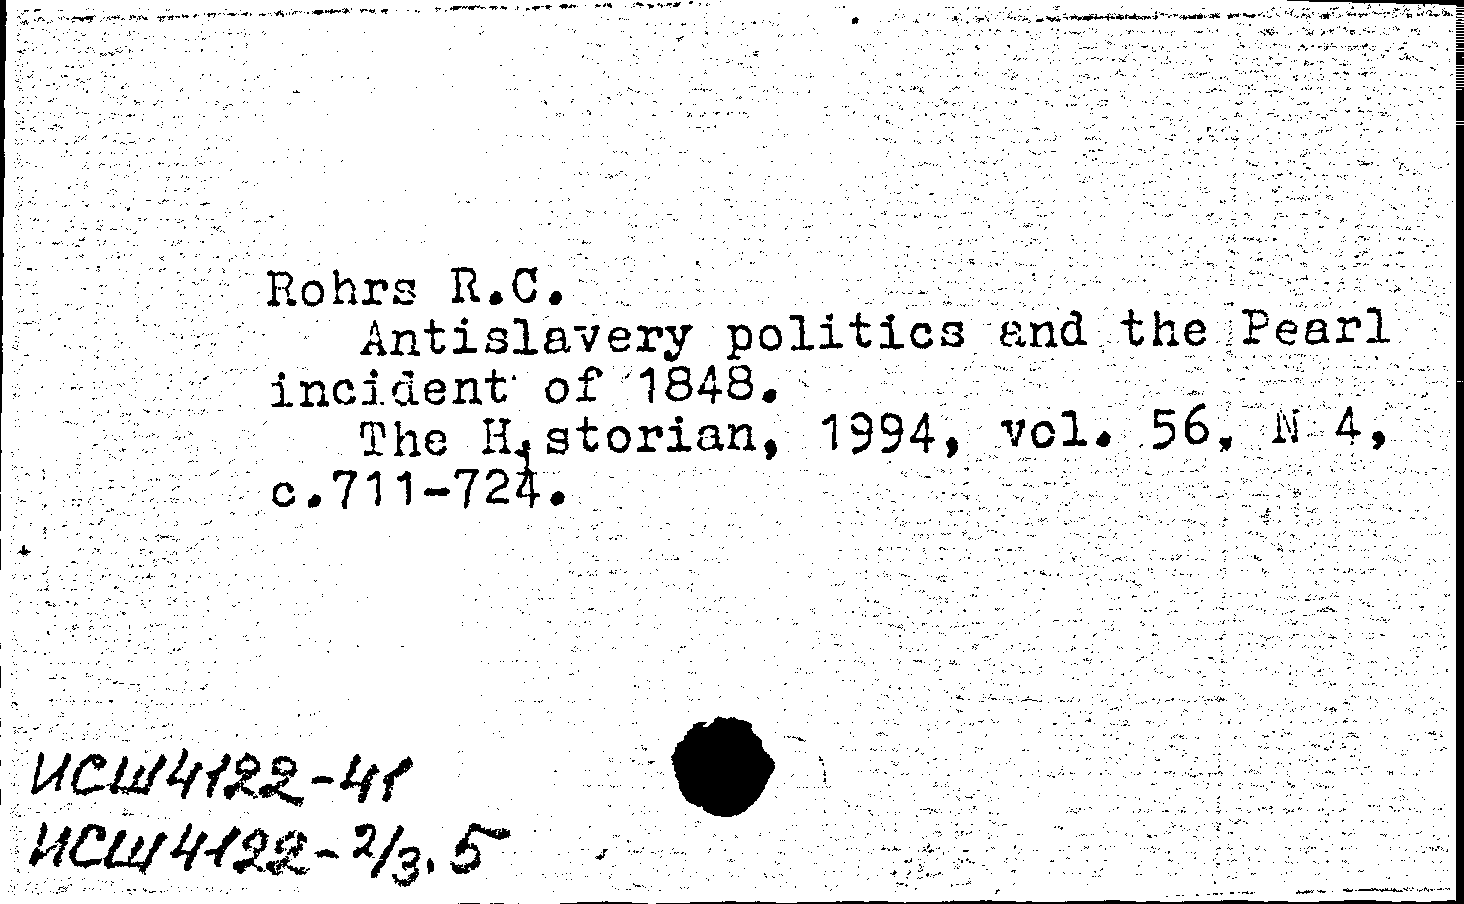 Rohrs R.C.
Antislavery politics and the Pearl
incident of 1848.
The Historian, 1994, vol. 56, N 4,
c.711-724.
ИСШ4122-41
ИСШ4122-2/3.5